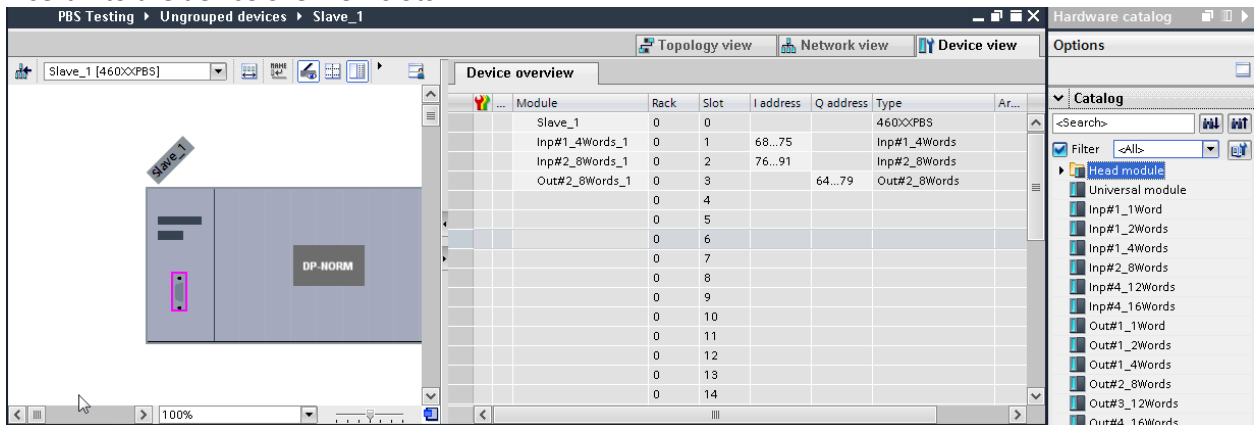 PBS Testing ▸ Ungrouped devices ▸ Slave_1
Hardware catalog
Topology view Network view Device view
Options
Slave_1 [460XXPBS]
Device overview
Catalog
... Module Rack Slot I address Q address Type Ar...
Slave_1 0 0 460XXPBS
<Search>
Inp#1_4Words_1 0 1 68...75 Inp#1_4Words
Filter <All>
Inp#2_8Words_1 0 2 76...91 Inp#2_8Words
Head module
Out#2_8Words_1 0 3 64...79 Out#2_8Words
Universal module
0 4
Inp#1_1Word
0 5
Inp#1_2Words
0 6
Inp#1_4Words
0 7
Inp#2_8Words
0 8
Inp#4_12Words
0 9
Inp#4_16Words
0 10
Out#1_1Word
0 11
Out#1_2Words
0 12
Out#1_4Words
0 13
Out#2_8Words
0 14
Out#3_12Words
Out#4_16Words
Slave_1
DP-NORM
100%